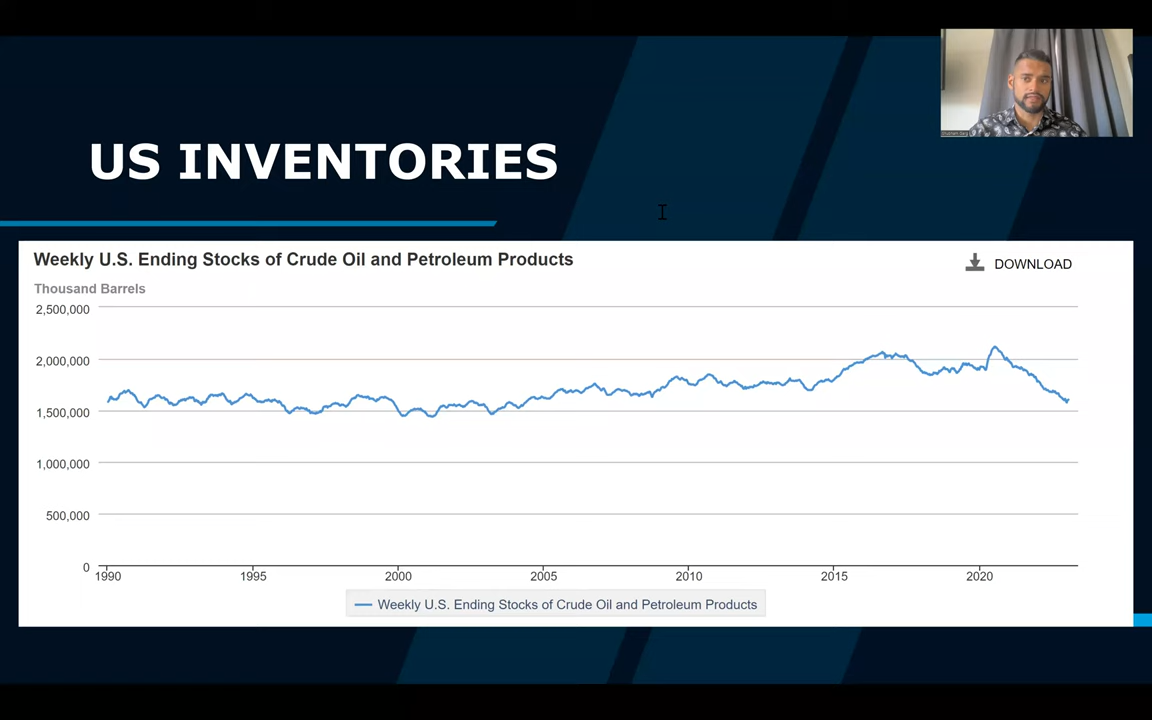 US INVENTORIES
Weekly U.S. Ending Stocks of Crude Oil and Petroleum Products
DOWNLOAD
Thousand Barrels
2,500,000
2,000,000
1,500,000
1,000,000
500,000
0
1990 1995 2000 2005 2010 2015 2020
Weekly U.S. Ending Stocks of Crude Oil and Petroleum Products